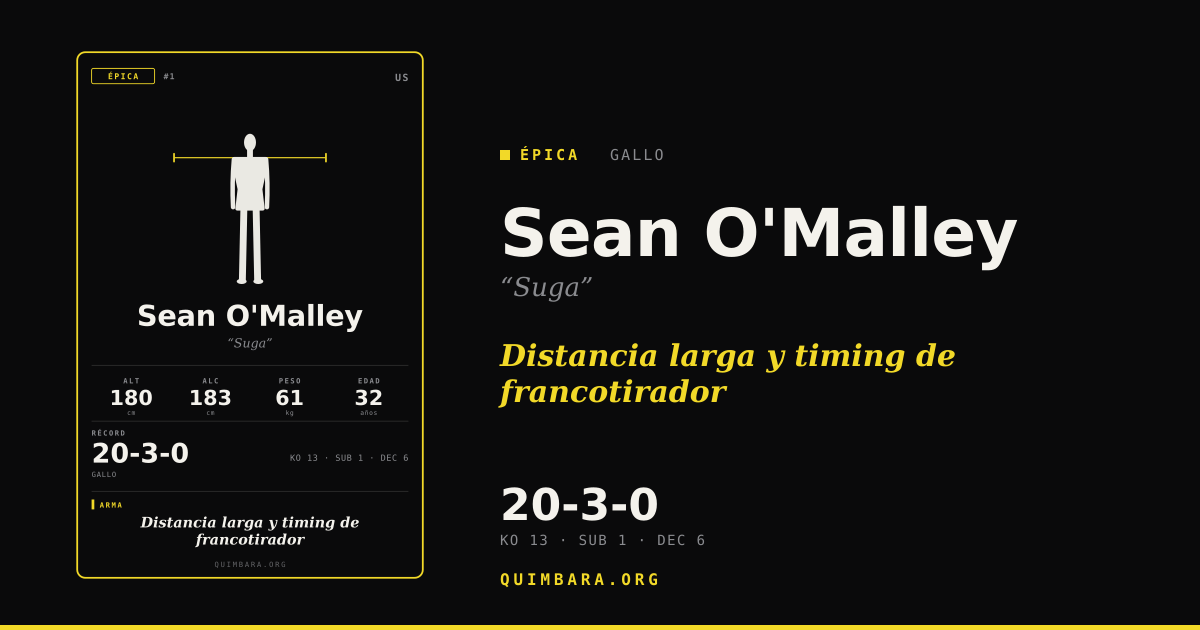 ÉPICA #1 US
Sean O'Malley
“Suga”
ALT ALC PESO EDAD
180 183 61 32
cm cm kg años
RÉCORD
20-3-0
KO 13 · SUB 1 · DEC 6
GALLO
ARMA
Distancia larga y timing de
francotirador
QUIMBARA.ORG
ÉPICA GALLO
Sean O'Malley
“Suga”
Distancia larga y timing de
francotirador
20-3-0
KO 13 · SUB 1 · DEC 6
QUIMBARA.ORG